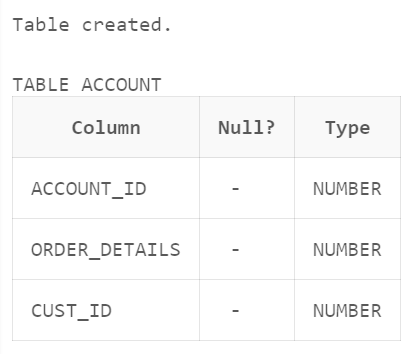 Table created.
TABLE ACCOUNT
Column Null? Type
ACCOUNT_ID - NUMBER
ORDER_DETAILS - NUMBER
CUST_ID - NUMBER